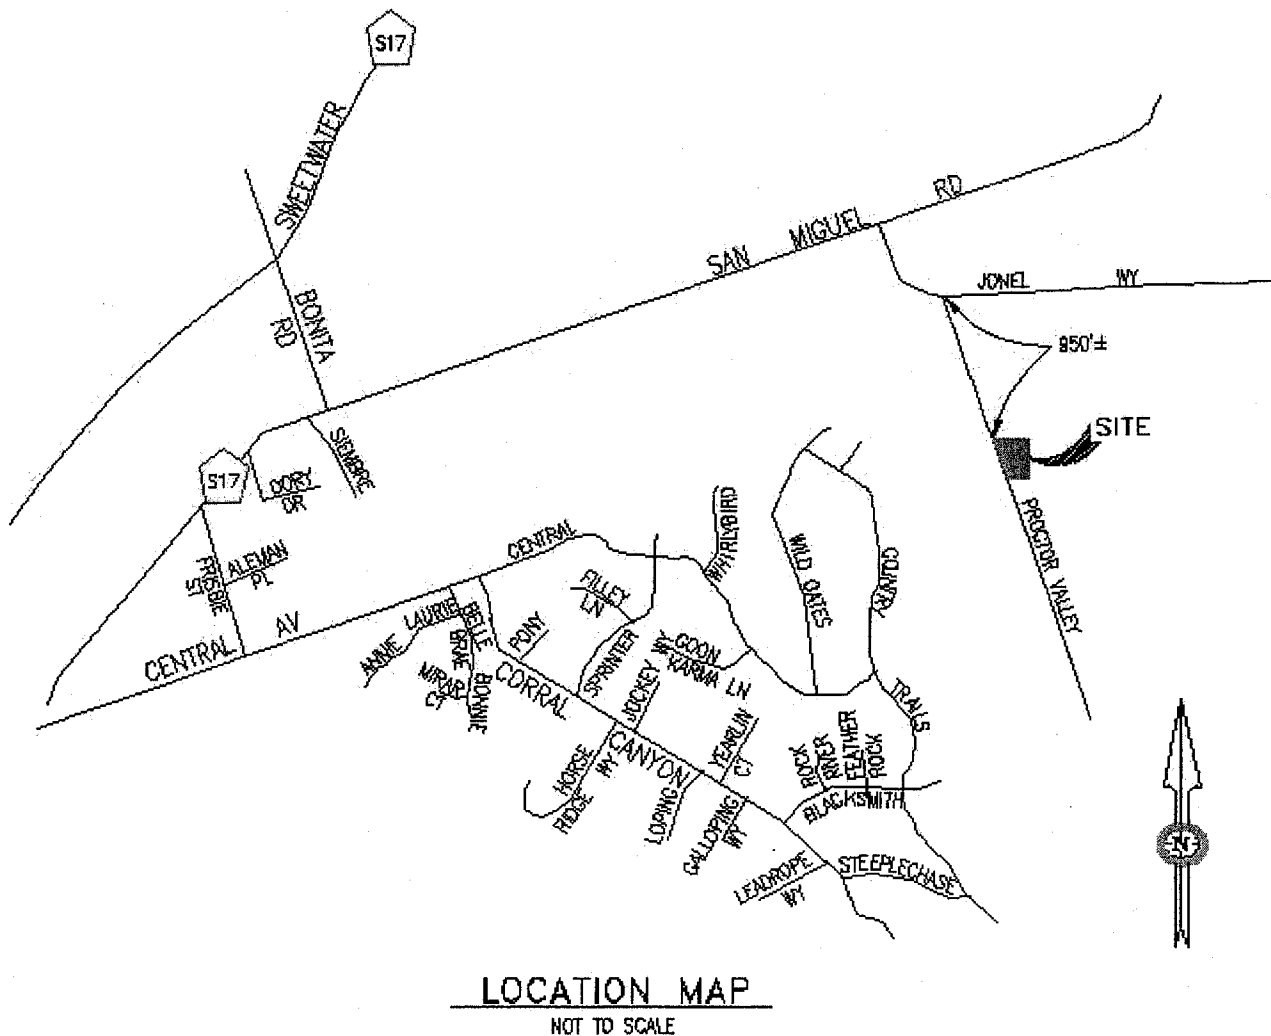 S17
SWEETWATER
SAN MIGUEL RD
JONEL WY
BONITA
RD
950'±
SITE
SIEMBRE
S17
DORY
DR
PROCTOR VALLEY
CENTRAL
WHIRLYBIRD
WILD OATES
COUNTRY
TRAILS
FRISBIE
ST
ALEMAN
PL
FILLEY
LN
CENTRAL AV
ANNIE LAURIE
BELLE
BRAE
BONNIE
MIRAR
CT
PONY
SPRINTER
JOCKEY
WY
GOON
KARMA LN
CORRAL CANYON
HORSE
RIDGE
WY
LOPING
YEARLIN
CT
GALLOPING
WY
ROCK
RIVER
FEATHER
ROCK
BLACKSMITH
LEADROPE
WY
STEEPLECHASE
N
LOCATION MAP
NOT TO SCALE